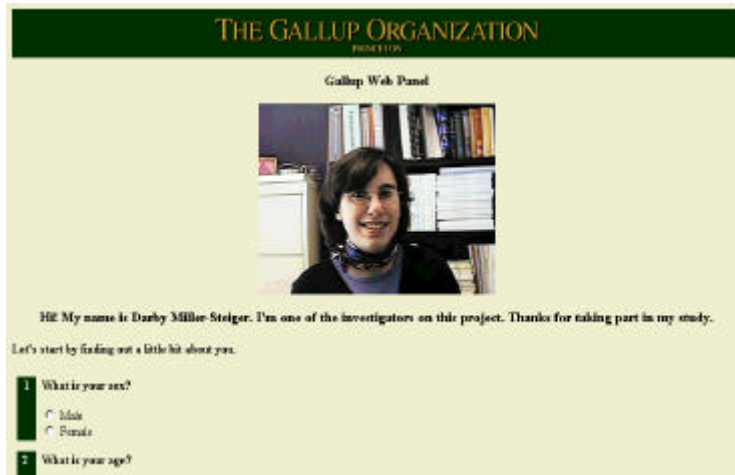 THE GALLUP ORGANIZATION
PRINCETON
Gallup Web Panel
Hi! My name is Darby Miller-Steiger. I'm one of the investigators on this project. Thanks for taking part in my study.
Let's start by finding out a little bit about you.
1 What is your sex?
Male
Female
2 What is your age?